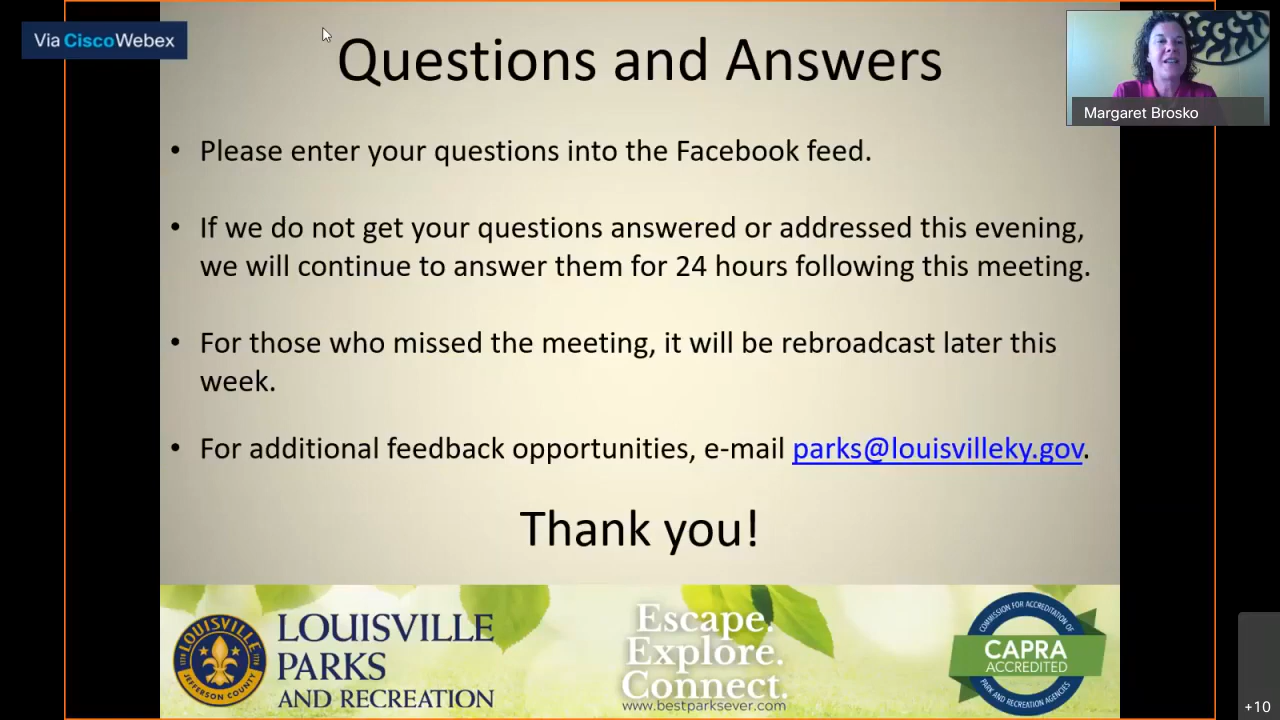 Via Cisco Webex
Questions and Answers
Margaret Brosko
• Please enter your questions into the Facebook feed.
• If we do not get your questions answered or addressed this evening,
we will continue to answer them for 24 hours following this meeting.
• For those who missed the meeting, it will be rebroadcast later this
week.
• For additional feedback opportunities, e-mail parks@louisvilleky.gov.
Thank you!
LOUISVILLE
1778
JEFFERSON COUNTY
LOUISVILLE
PARKS
AND RECREATION
Escape.
Explore.
Connect.
www.bestparksever.com
COMMISSION FOR ACCREDITATION OF
CAPRA
ACCREDITED
PARK AND RECREATION AGENCIES
+10